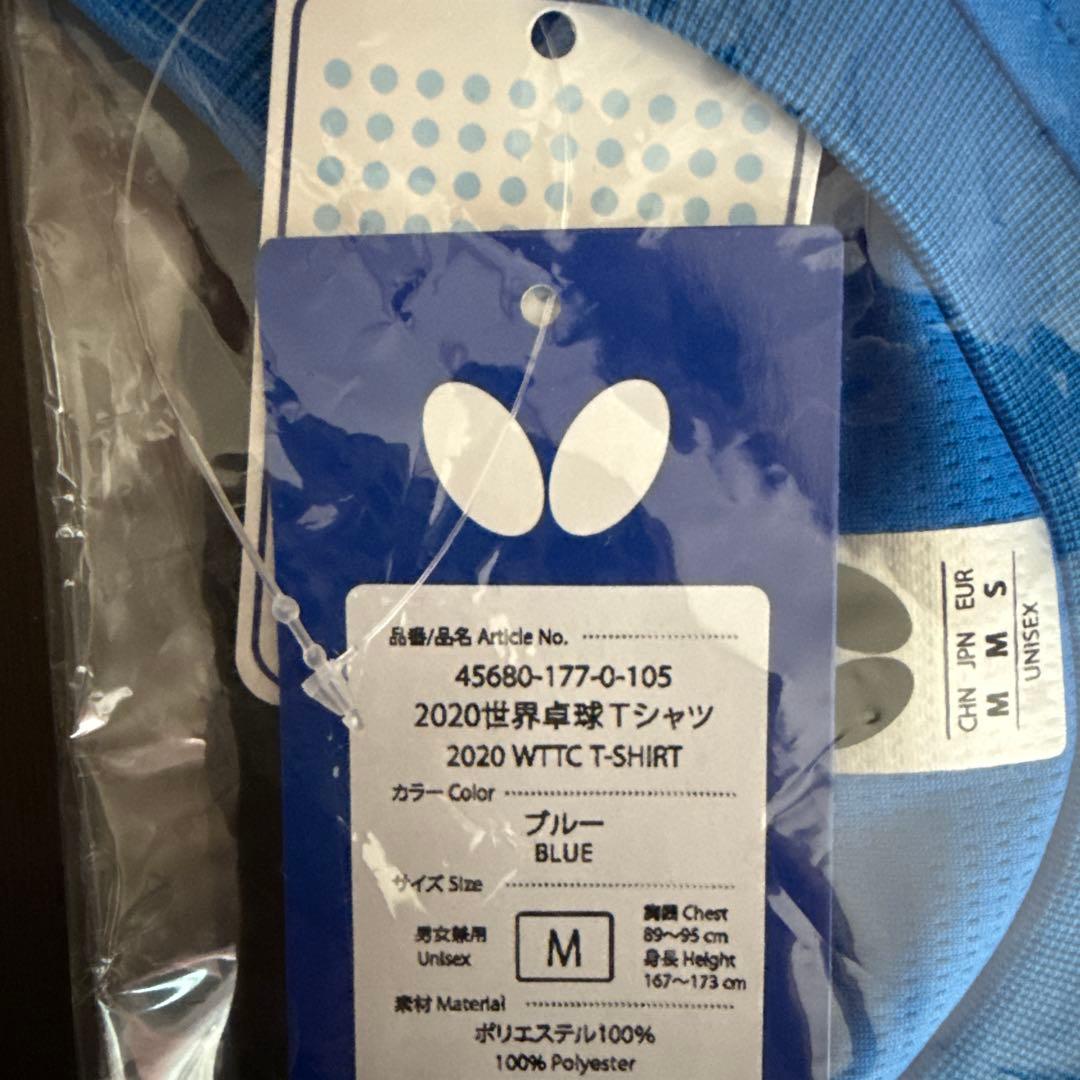 品番/品名 Article No.
45680-177-0-105
2020世界卓球Tシャツ
2020 WTTC T-SHIRT
カラー Color
ブルー
BLUE
サイズ Size
男女兼用
Unisex
M
胸囲 Chest
89～95 cm
身長 Height
167～173 cm
素材 Material
ポリエステル100%
100% Polyester
CHN JPN EUR
M M S
UNISEX